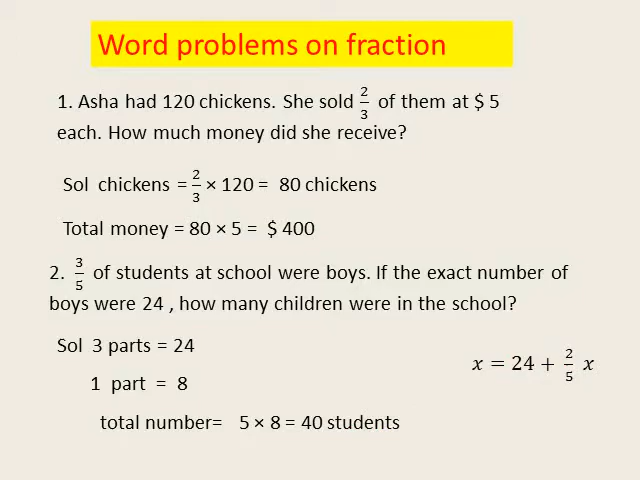 Word problems on fraction
1. Asha had 120 chickens. She sold 2/3 of them at $ 5
each. How much money did she receive?
Sol chickens = 2/3 × 120 = 80 chickens
Total money = 80 × 5 = $ 400
2. 3/5 of students at school were boys. If the exact number of
boys were 24 , how many children were in the school?
Sol 3 parts = 24
1 part = 8
total number= 5 × 8 = 40 students
x = 24 + 2/5 x